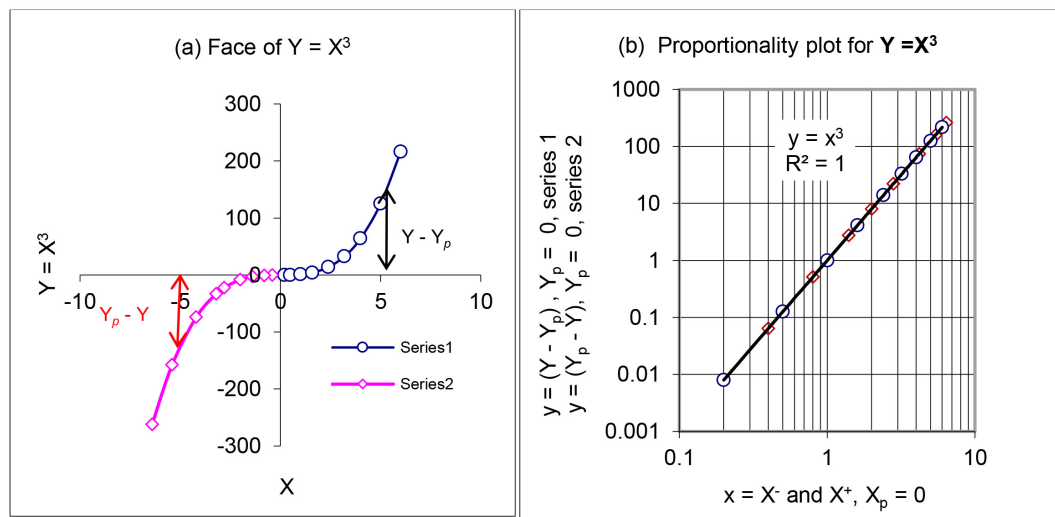 (a) Face of Y = X³
300
200
100
0
-100
-200
-300
-10
-5
0
5
10
Y = X³
X
Y - Yₚ
Yₚ - Y
Series1
Series2
(b) Proportionality plot for Y =X³
1000
100
10
1
0.1
0.01
0.001
0.1
1
10
y = x³
R² = 1
y = (Y - Yₚ), Yₚ = 0, series 1
y = (Yₚ - Y), Yₚ = 0, series 2
x = X⁻ and X⁺, Xₚ = 0